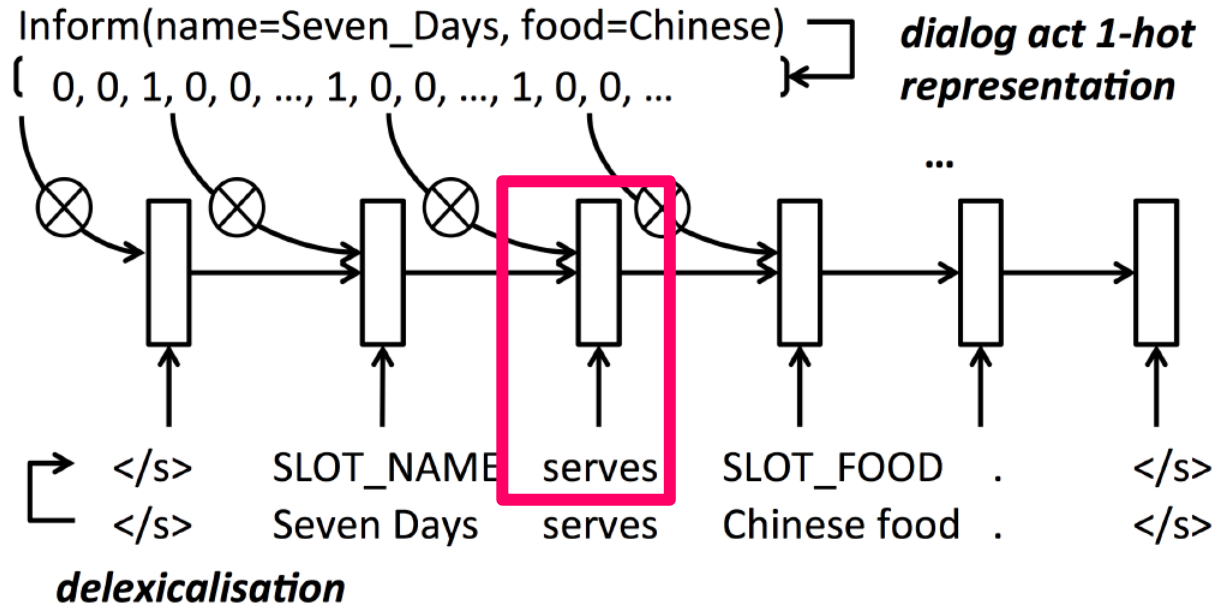 Inform(name=Seven_Days, food=Chinese)
dialog act 1-hot
representation
0, 0, 1, 0, 0, …, 1, 0, 0, …, 1, 0, 0, …
…
</s> SLOT_NAME serves SLOT_FOOD . </s>
</s> Seven Days serves Chinese food . </s>
delexicalisation